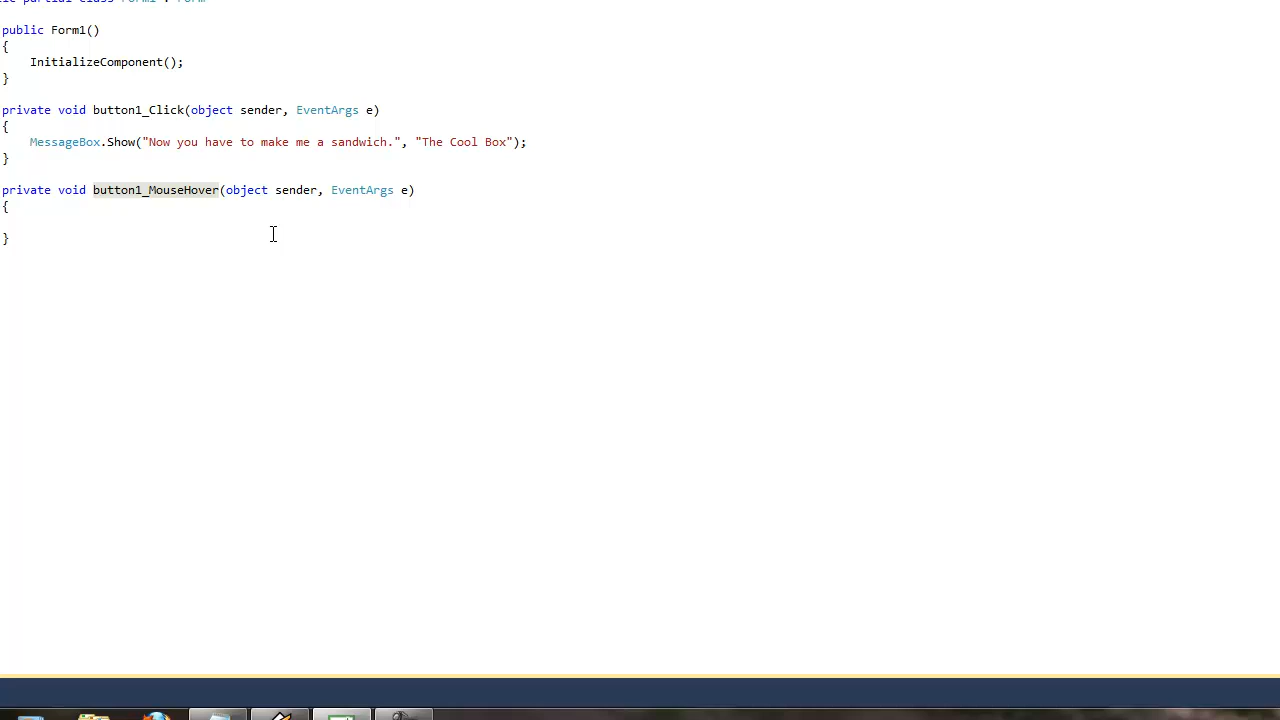 public Form1()
{
InitializeComponent();
}
private void button1_Click(object sender, EventArgs e)
{
MessageBox.Show("Now you have to make me a sandwich.", "The Cool Box");
}
private void button1_MouseHover(object sender, EventArgs e)
{
}